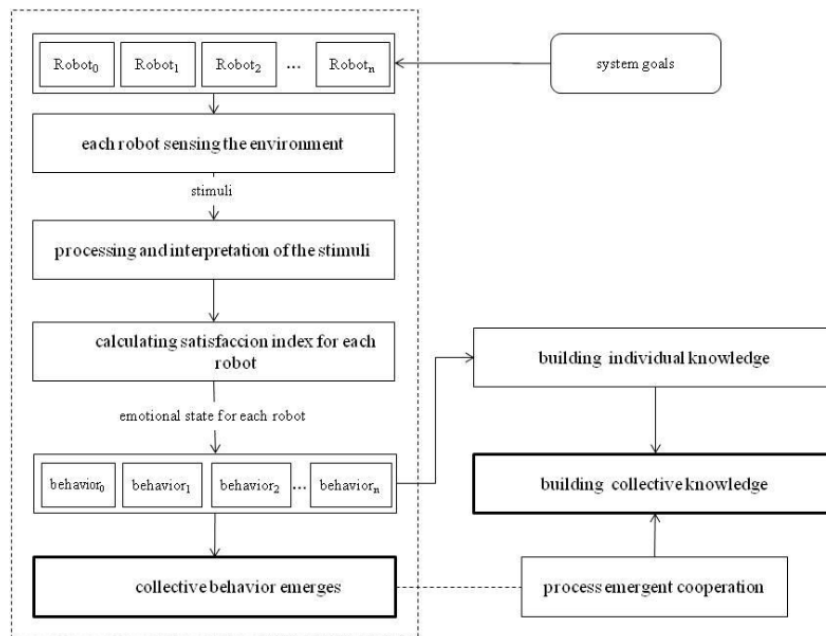 Robot0 Robot1 Robot2 ... Robotn
system goals
each robot sensing the environment
stimuli
processing and interpretation of the stimuli
calculating satisfaccion index for each
robot
building individual knowledge
emotional state for each robot
behavior0 behavior1 behavior2 ... behaviorn
building collective knowledge
collective behavior emerges
process emergent cooperation